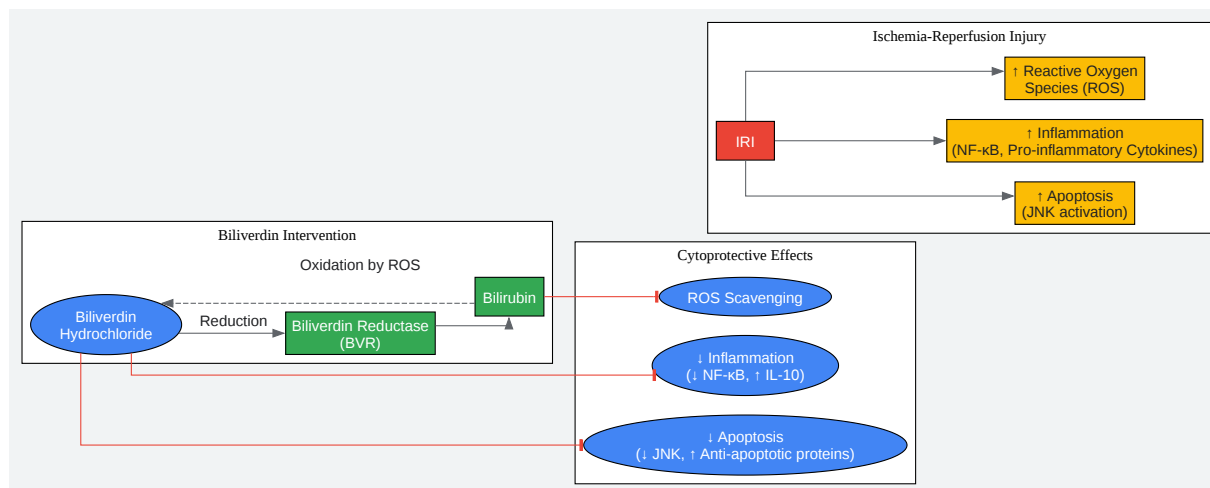 Ischemia-Reperfusion Injury
↑ Reactive Oxygen
Species (ROS)
IRI
↑ Inflammation
(NF-κB, Pro-inflammatory Cytokines)
↑ Apoptosis
(JNK activation)
Biliverdin Intervention
Oxidation by ROS
Bilirubin
Biliverdin
Hydrochloride
Reduction
Biliverdin Reductase
(BVR)
Cytoprotective Effects
ROS Scavenging
↓ Inflammation
(↓ NF-κB, ↑ IL-10)
↓ Apoptosis
(↓ JNK, ↑ Anti-apoptotic proteins)